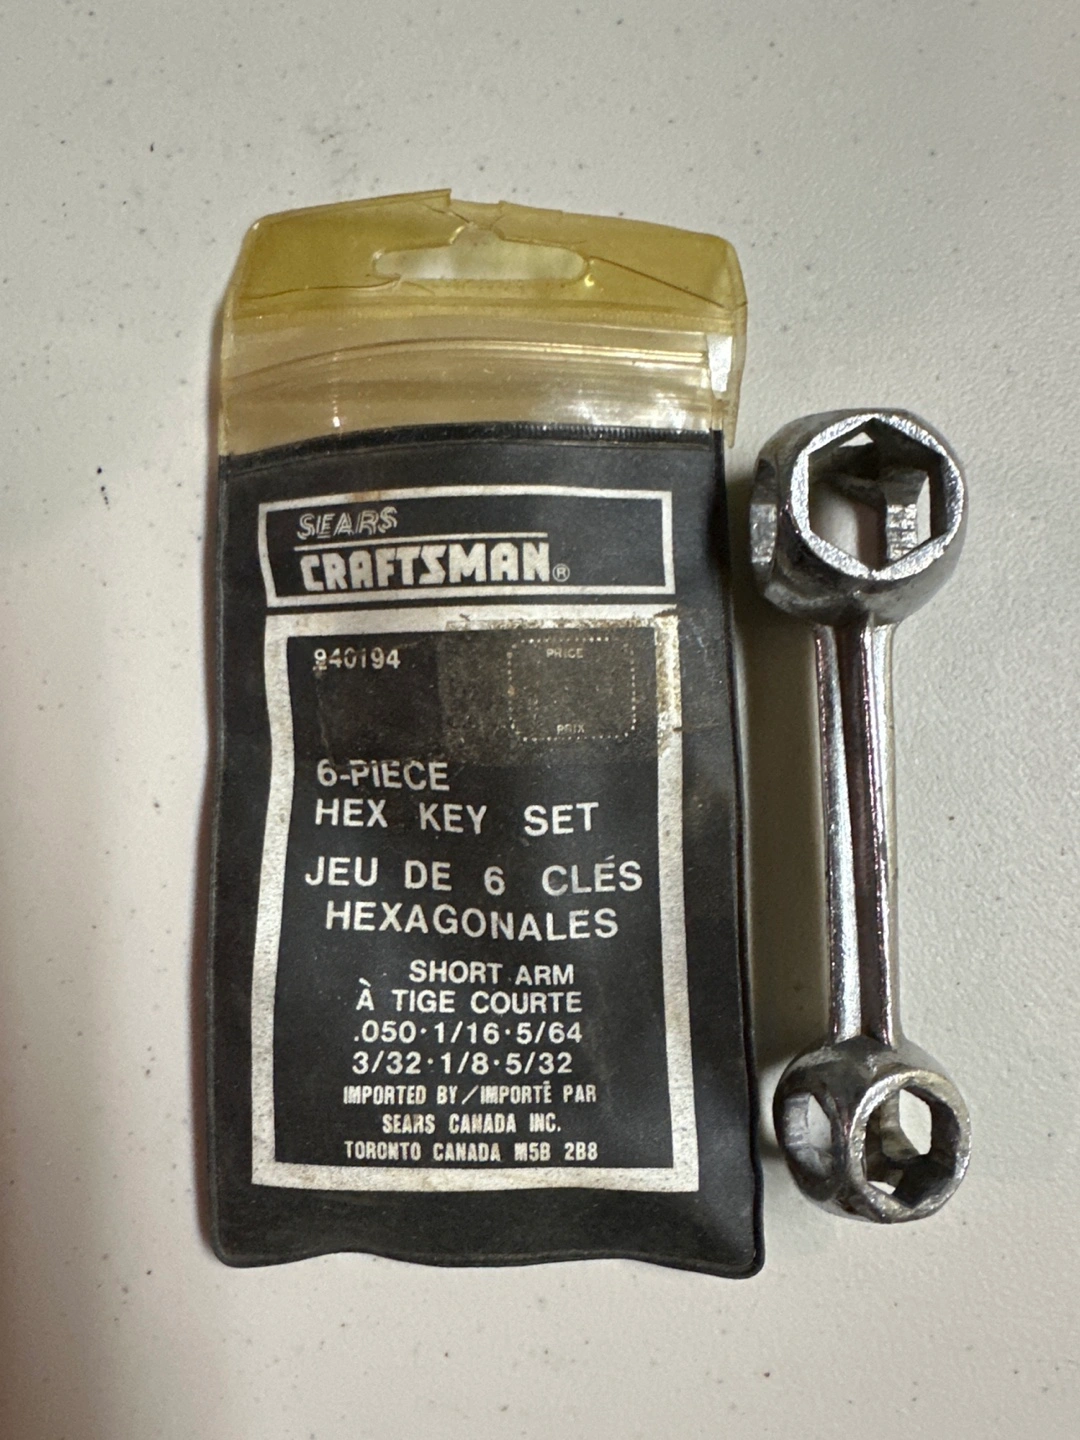 SEARS
CRAFTSMAN®
940194
PRICE
PRIX
6-PIECE
HEX KEY SET
JEU DE 6 CLÉS
HEXAGONALES
SHORT ARM
À TIGE COURTE
.050·1/16·5/64
3/32·1/8·5/32
IMPORTED BY/IMPORTÉ PAR
SEARS CANADA INC.
TORONTO CANADA M5B 2B8